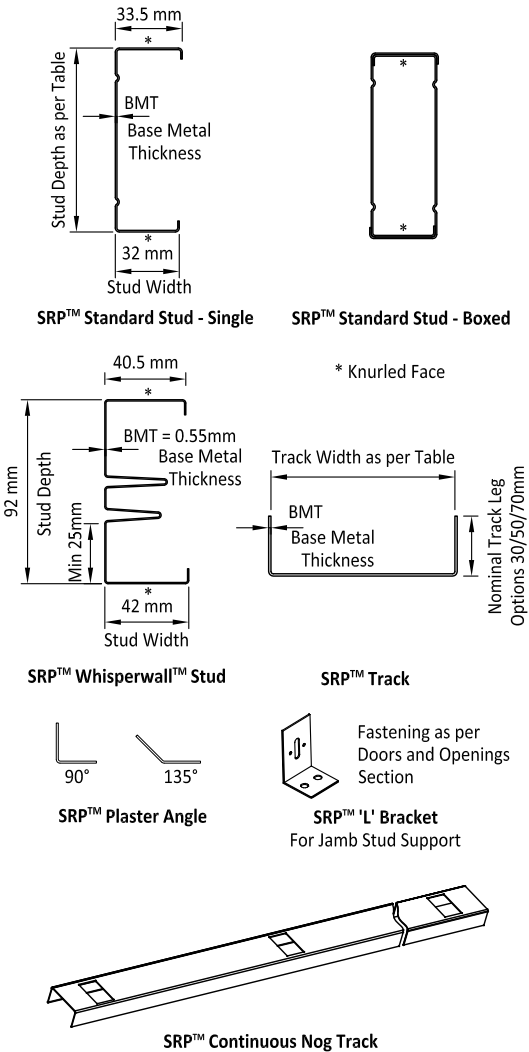 33.5 mm
*
Stud Depth as per Table
BMT
Base Metal
Thickness
*
32 mm
Stud Width
SRP™ Standard Stud - Single
*
*
SRP™ Standard Stud - Boxed
* Knurled Face
40.5 mm
*
92 mm
Stud Depth
BMT = 0.55mm
Base Metal
Thickness
Min 25mm
*
42 mm
Stud Width
SRP™ Whisperwall™ Stud
Track Width as per Table
BMT
Base Metal
Thickness
Nominal Track Leg
Options 30/50/70mm
SRP™ Track
90°
135°
SRP™ Plaster Angle
Fastening as per
Doors and Openings
Section
SRP™ 'L' Bracket
For Jamb Stud Support
SRP™ Continuous Nog Track